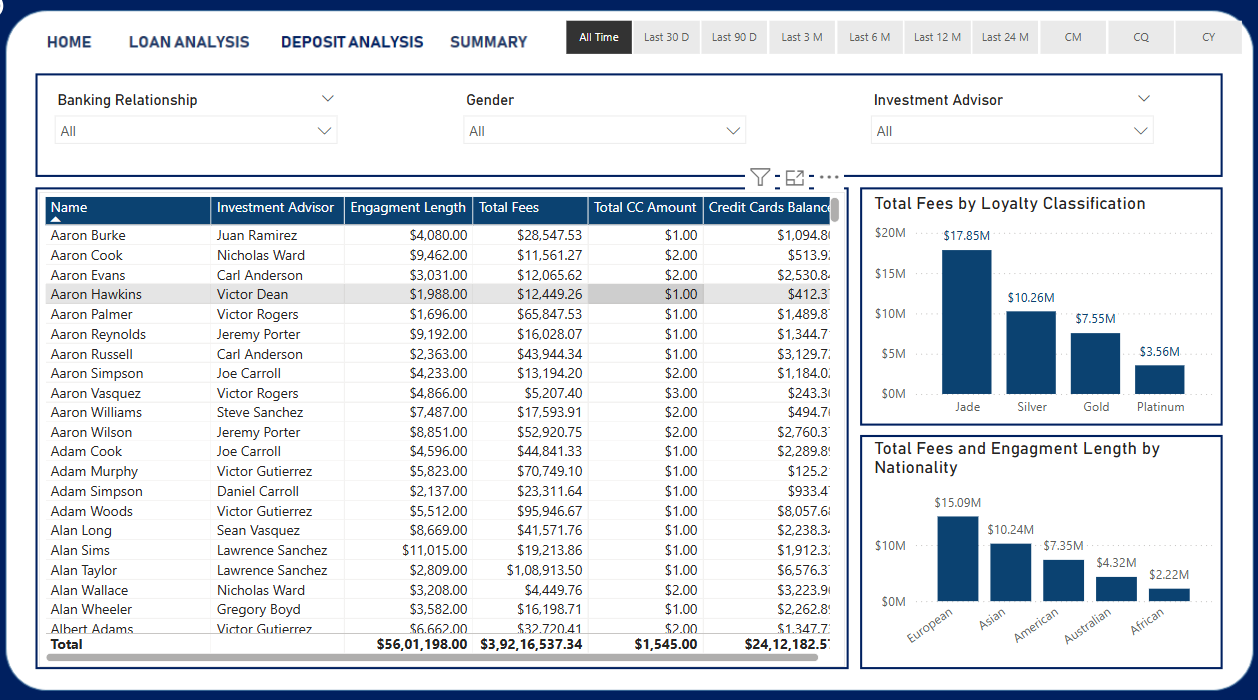 HOME LOAN ANALYSIS DEPOSIT ANALYSIS SUMMARY All Time Last 30 D Last 90 D Last 3 M Last 6 M Last 12 M Last 24 M CM CQ CY
Banking Relationship Gender Investment Advisor
All All All
Name Investment Advisor Engagment Length Total Fees Total CC Amount Credit Cards Balance
Aaron Burke Juan Ramirez $4,080.00 $28,547.53 $1.00 $1,094.8
Aaron Cook Nicholas Ward $9,462.00 $11,561.27 $2.00 $513.9
Aaron Evans Carl Anderson $3,031.00 $12,065.62 $2.00 $2,530.8
Aaron Hawkins Victor Dean $1,988.00 $12,449.26 $1.00 $412.3
Aaron Palmer Victor Rogers $1,696.00 $65,847.53 $1.00 $1,489.8
Aaron Reynolds Jeremy Porter $9,192.00 $16,028.07 $1.00 $1,344.7
Aaron Russell Carl Anderson $2,363.00 $43,944.34 $1.00 $3,129.7
Aaron Simpson Joe Carroll $4,233.00 $13,194.20 $2.00 $1,184.0
Aaron Vasquez Victor Rogers $4,866.00 $5,207.40 $3.00 $243.3
Aaron Williams Steve Sanchez $7,487.00 $17,593.91 $2.00 $494.7
Aaron Wilson Jeremy Porter $8,851.00 $52,920.75 $2.00 $2,760.3
Adam Cook Joe Carroll $4,596.00 $44,841.33 $1.00 $2,289.8
Adam Murphy Victor Gutierrez $5,823.00 $70,749.10 $1.00 $125.2
Adam Simpson Daniel Carroll $2,137.00 $23,311.64 $1.00 $933.4
Adam Woods Victor Gutierrez $5,512.00 $95,946.67 $1.00 $8,057.6
Alan Long Sean Vasquez $8,669.00 $41,571.76 $1.00 $2,238.3
Alan Sims Lawrence Sanchez $11,015.00 $19,213.86 $1.00 $1,912.3
Alan Taylor Lawrence Sanchez $2,809.00 $1,08,913.50 $1.00 $6,576.3
Alan Wallace Nicholas Ward $3,208.00 $4,449.76 $2.00 $3,223.9
Alan Wheeler Gregory Boyd $3,582.00 $16,198.71 $1.00 $2,262.8
Albert Adams Victor Gutierrez $6,662.00 $32,720.41 $2.00 $1,347.7
Total $56,01,198.00 $3,92,16,537.34 $1,545.00 $24,12,182.5
Total Fees by Loyalty Classification
$20M
$17.85M
$15M
$10.26M
$10M
$7.55M
$5M
$3.56M
$0M
Jade Silver Gold Platinum
Total Fees and Engagment Length by
Nationality
$15.09M
$10.24M
$10M
$7.35M
$4.32M
$2.22M
$0M
European Asian American Australian African